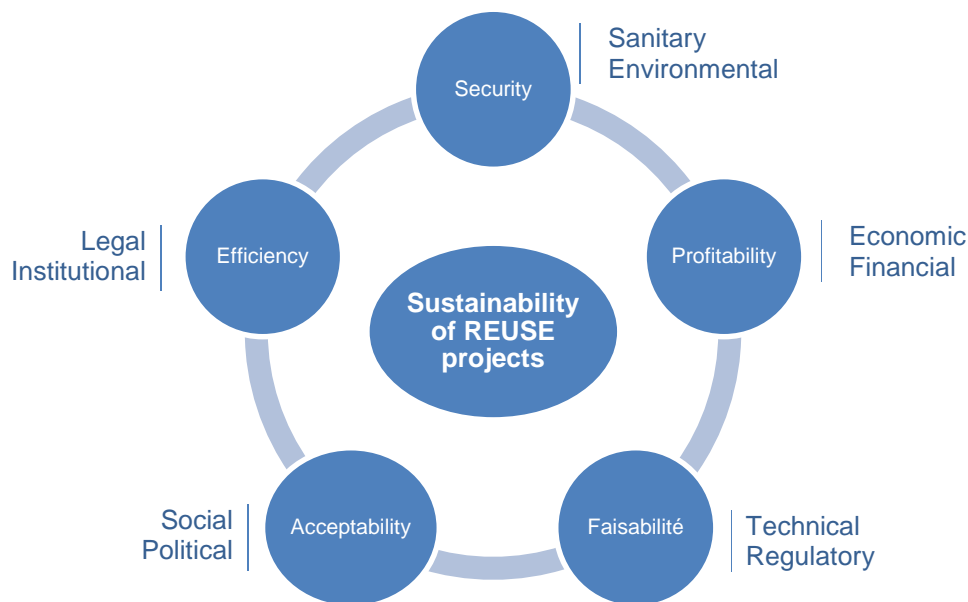 Security
Sanitary
Environmental
Profitability
Economic
Financial
Faisabilité
Technical
Regulatory
Acceptability
Social
Political
Efficiency
Legal
Institutional
Sustainability
of REUSE
projects